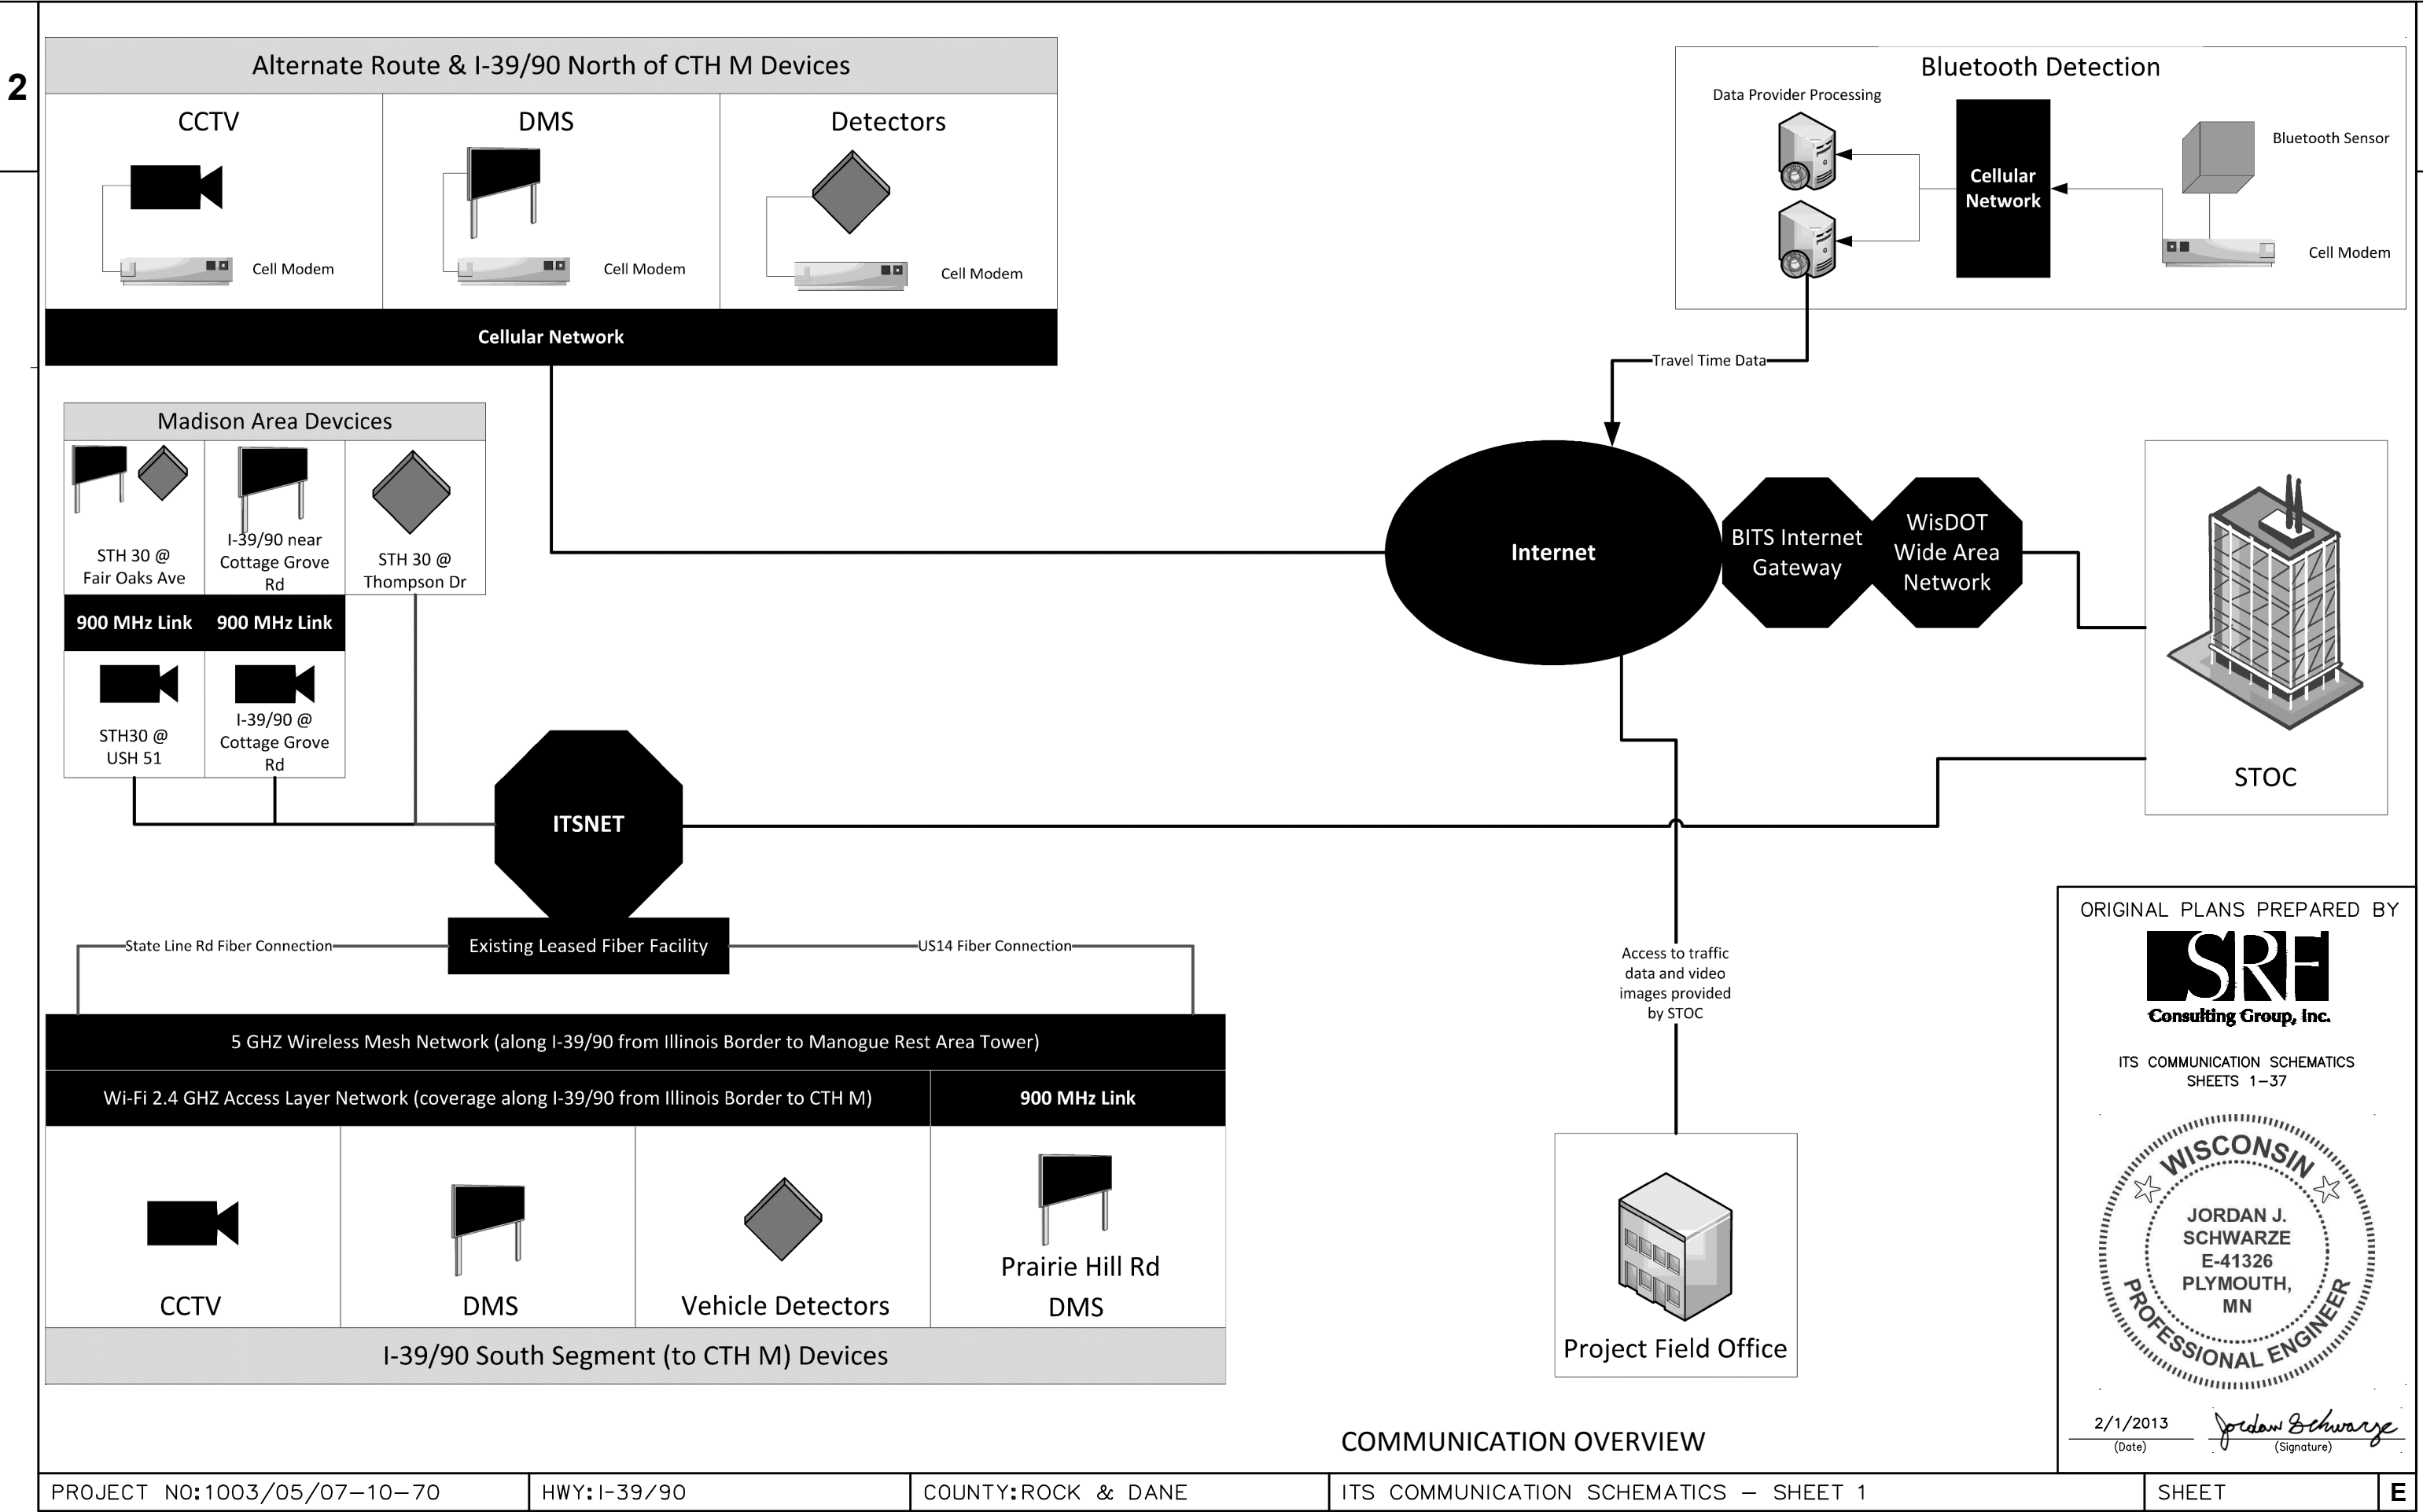 2
Alternate Route & I-39/90 North of CTH M Devices
CCTV
DMS
Detectors
Cell Modem
Cell Modem
Cell Modem
Cellular Network
Bluetooth Detection
Data Provider Processing
Cellular
Network
Bluetooth Sensor
Cell Modem
Travel Time Data
Madison Area Devcices
STH 30 @
Fair Oaks Ave
I-39/90 near
Cottage Grove
Rd
STH 30 @
Thompson Dr
900 MHz Link
900 MHz Link
STH30 @
USH 51
I-39/90 @
Cottage Grove
Rd
Internet
BITS Internet
Gateway
WisDOT
Wide Area
Network
STOC
ITSNET
State Line Rd Fiber Connection
Existing Leased Fiber Facility
US14 Fiber Connection
5 GHZ Wireless Mesh Network (along I-39/90 from Illinois Border to Manogue Rest Area Tower)
Wi-Fi 2.4 GHZ Access Layer Network (coverage along I-39/90 from Illinois Border to CTH M)
900 MHz Link
CCTV
DMS
Vehicle Detectors
Prairie Hill Rd
DMS
I-39/90 South Segment (to CTH M) Devices
Access to traffic
data and video
images provided
by STOC
Project Field Office
ORIGINAL PLANS PREPARED BY
SRF
Consulting Group, Inc.
ITS COMMUNICATION SCHEMATICS
SHEETS 1-37
WISCONSIN
JORDAN J.
SCHWARZE
E-41326
PLYMOUTH,
MN
PROFESSIONAL ENGINEER
2/1/2013
Jordan Schwarze
(Date)
(Signature)
COMMUNICATION OVERVIEW
PROJECT NO:1003/05/07-10-70
HWY:I-39/90
COUNTY:ROCK & DANE
ITS COMMUNICATION SCHEMATICS - SHEET 1
SHEET
E